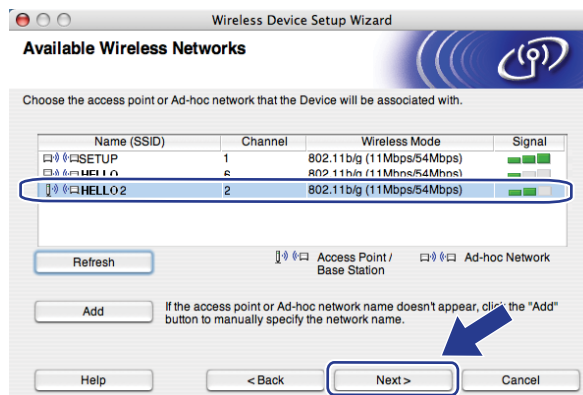 Wireless Device Setup Wizard
Available Wireless Networks
Choose the access point or Ad-hoc network that the Device will be associated with.
Name (SSID) Channel Wireless Mode Signal
SETUP 1 802.11b/g (11Mbps/54Mbps)
HELLO 6 802.11b/g (11Mbps/54Mbps)
HELLO2 2 802.11b/g (11Mbps/54Mbps)
Refresh Access Point / Ad-hoc Network
Base Station
Add If the access point or Ad-hoc network name doesn't appear, click the "Add"
button to manually specify the network name.
Help < Back Next > Cancel